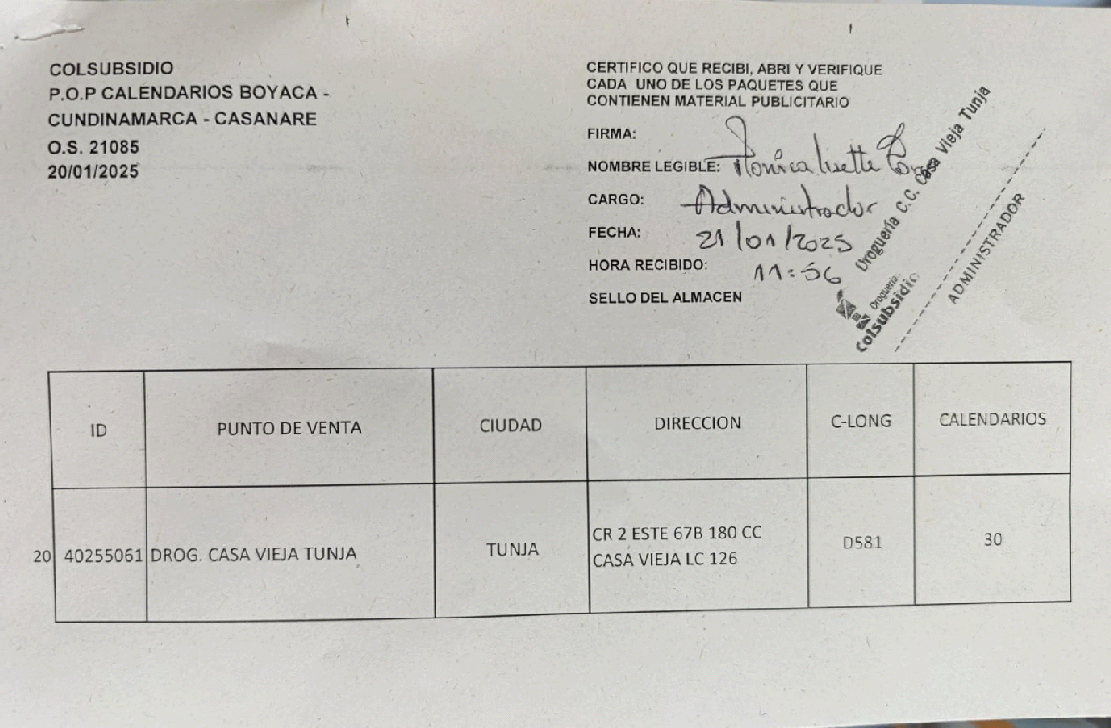 COLSUBSIDIO
P.O.P CALENDARIOS BOYACA -
CUNDINAMARCA - CASANARE
O.S. 21085
20/01/2025
CERTIFICO QUE RECIBI, ABRI Y VERIFIQUE
CADA UNO DE LOS PAQUETES QUE
CONTIENEN MATERIAL PUBLICITARIO
FIRMA:
NOMBRE LEGIBLE: Monica lisette
CARGO: Administrador
FECHA: 21/01/2025
HORA RECIBIDO: 11:56
SELLO DEL ALMACEN
Droguería C.C. Casa Vieja Tunja
Droguerías
colsubsidio
ADMINISTRADOR
ID PUNTO DE VENTA CIUDAD DIRECCION C-LONG CALENDARIOS
20 40255061 DROG. CASA VIEJA TUNJA TUNJA CR 2 ESTE 67B 180 CC D581 30
CASA VIEJA LC 126